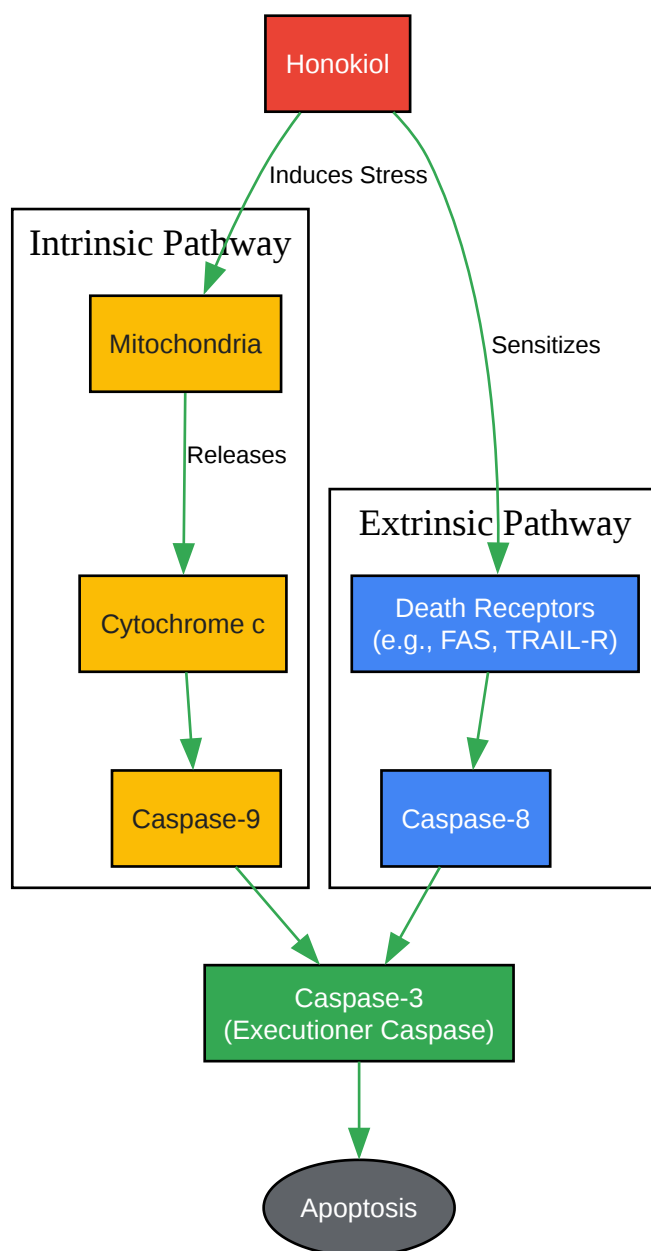 Honokiol
Induces Stress
Intrinsic Pathway
Mitochondria
Sensitizes
Releases
Extrinsic Pathway
Cytochrome c
Death Receptors
(e.g., FAS, TRAIL-R)
Caspase-9
Caspase-8
Caspase-3
(Executioner Caspase)
Apoptosis